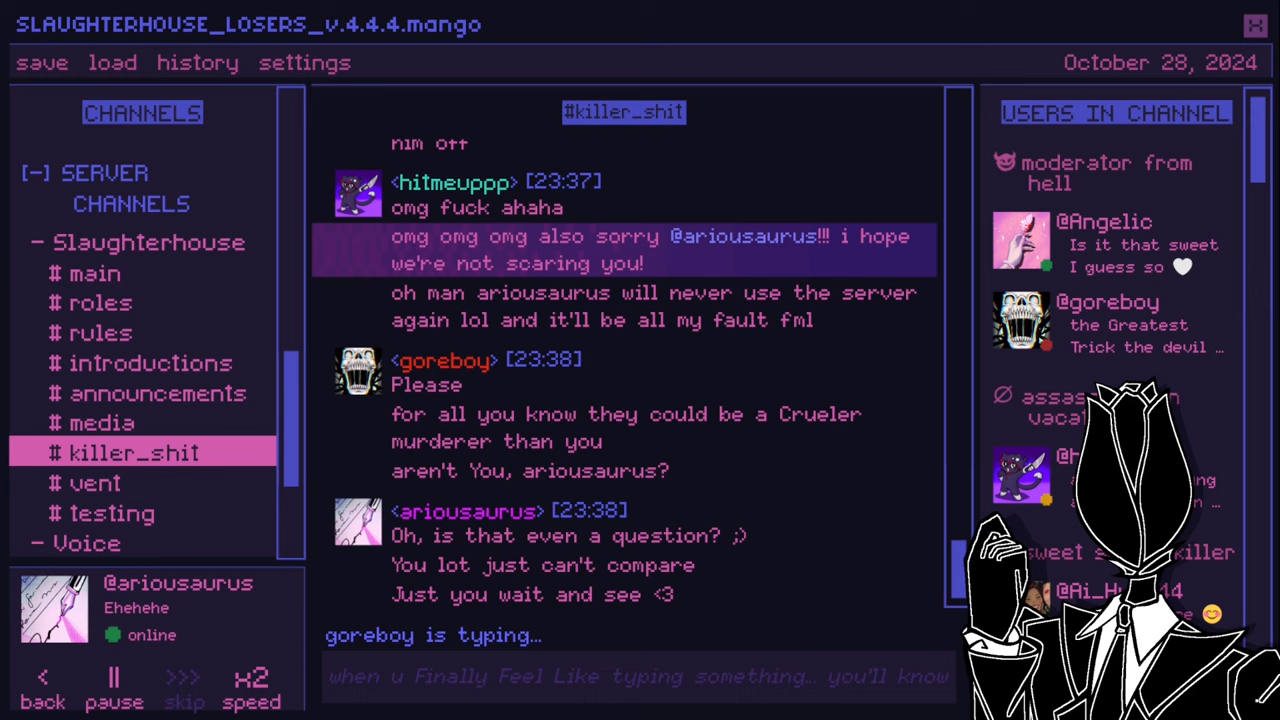 SLAUGHTERHOUSE_LOSERS_v.4.4.4.mango
X
save load history settings
October 28, 2024
CHANNELS
[-] SERVER
CHANNELS
- Slaughterhouse
# main
# roles
# rules
# introductions
# announcements
# media
# killer_shit
# vent
# testing
- Voice
@ariousaurus
Ehehehe
online
< || >>> x2
back pause skip speed
#killer_shit
him off
<hitmeuppp> [23:37]
omg fuck ahaha
omg omg omg also sorry @ariousaurus!!! i hope
we're not scaring you!
oh man ariousaurus will never use the server
again lol and it'll be all my fault fml
<goreboy> [23:38]
Please
for all you know they could be a Crueler
murderer than you
aren't You, ariousaurus?
<ariousaurus> [23:38]
Oh, is that even a question? ;)
You lot just can't compare
Just you wait and see <3
goreboy is typing...
when u Finally Feel Like typing something... you'll know
USERS IN CHANNEL
moderator from
hell
@Angelic
Is it that sweet
I guess so 🤍
@goreboy
the Greatest
Trick the devil ...